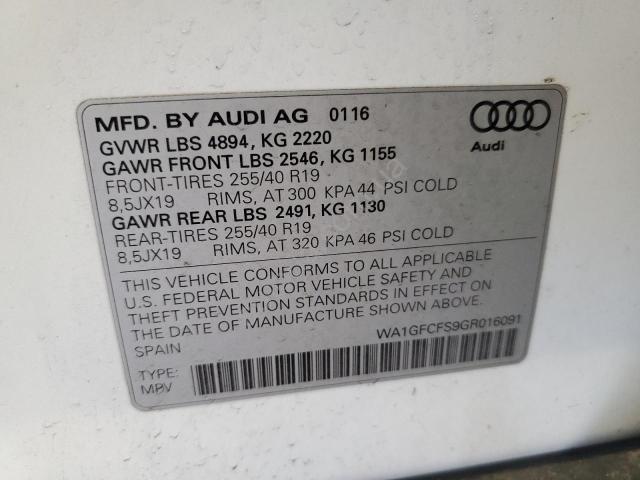 MFD. BY AUDI AG 0116
GVWR LBS 4894, KG 2220
GAWR FRONT LBS 2546, KG 1155
FRONT-TIRES 255/40 R19
8,5JX19 RIMS, AT 300 KPA 44 PSI COLD
GAWR REAR LBS 2491, KG 1130
REAR-TIRES 255/40 R19
8,5JX19 RIMS, AT 320 KPA 46 PSI COLD
Audi
THIS VEHICLE CONFORMS TO ALL APPLICABLE
U.S. FEDERAL MOTOR VEHICLE SAFETY AND
THEFT PREVENTION STANDARDS IN EFFECT ON
THE DATE OF MANUFACTURE SHOWN ABOVE.
SPAIN
WA1GFCFS9GR016091
TYPE:
MPV